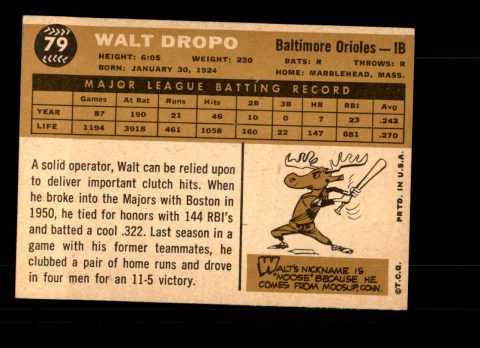 79
WALT DROPO
Baltimore Orioles — 1B
HEIGHT: 6:05 WEIGHT: 220
BATS: R THROWS: R
BORN: JANUARY 30, 1924
HOME: MARBLEHEAD, MASS.
MAJOR LEAGUE BATTING RECORD
Games At Bat Runs Hits 2B 3B HR RBI Avg.
YEAR 87 190 21 46 10 0 7 23 .242
LIFE 1194 3918 461 1058 160 22 147 681 .270
A solid operator, Walt can be relied upon
to deliver important clutch hits. When
he broke into the Majors with Boston in
1950, he tied for honors with 144 RBI's
and batted a cool .322. Last season in a
game with his former teammates, he
clubbed a pair of home runs and drove
in four men for an 11-5 victory.
WALT'S NICKNAME IS
"MOOSE" BECAUSE HE
COMES FROM MOOSUP, CONN.
©T.C.G. PRTD. IN U.S.A.